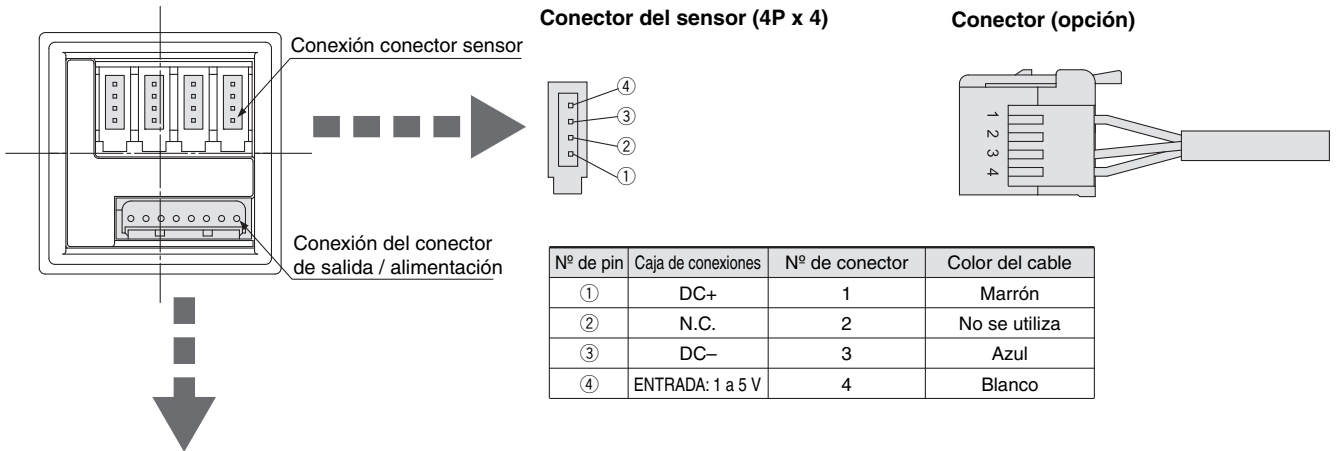 Conector del sensor (4P x 4)
Conector (opción)
Conexión conector sensor
④
③
②
①
1
2
3
4
Conexión del conector
de salida / alimentación
Nº de pin Caja de conexiones Nº de conector Color del cable
① DC+ 1 Marrón
② N.C. 2 No se utiliza
③ DC– 3 Azul
④ ENTRADA: 1 a 5 V 4 Blanco